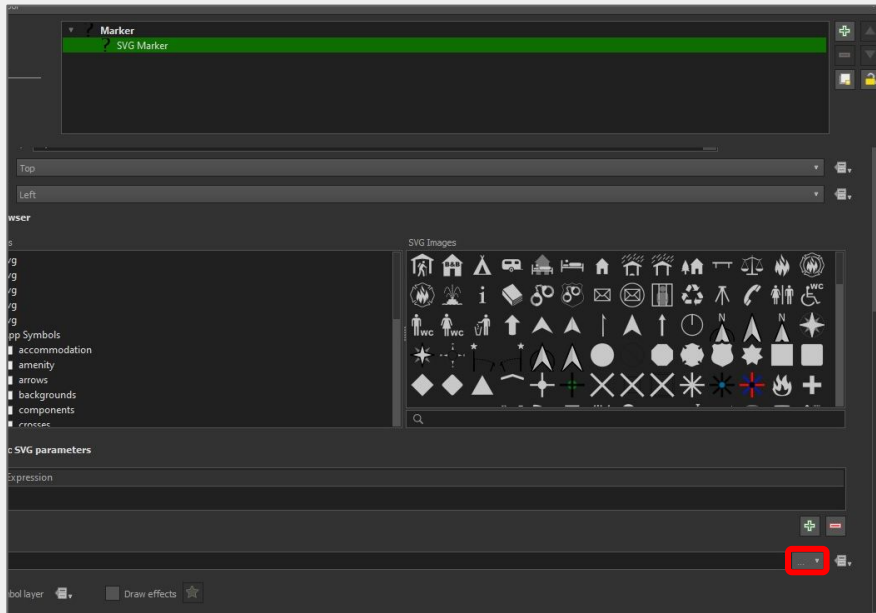 Marker
SVG Marker
Top
Left
wser
s SVG Images
vg
vg
vg
vg
vg
pp Symbols
accommodation
amenity
arrows
backgrounds
components
crosses
c SVG parameters
Expression
...
bol layer Draw effects